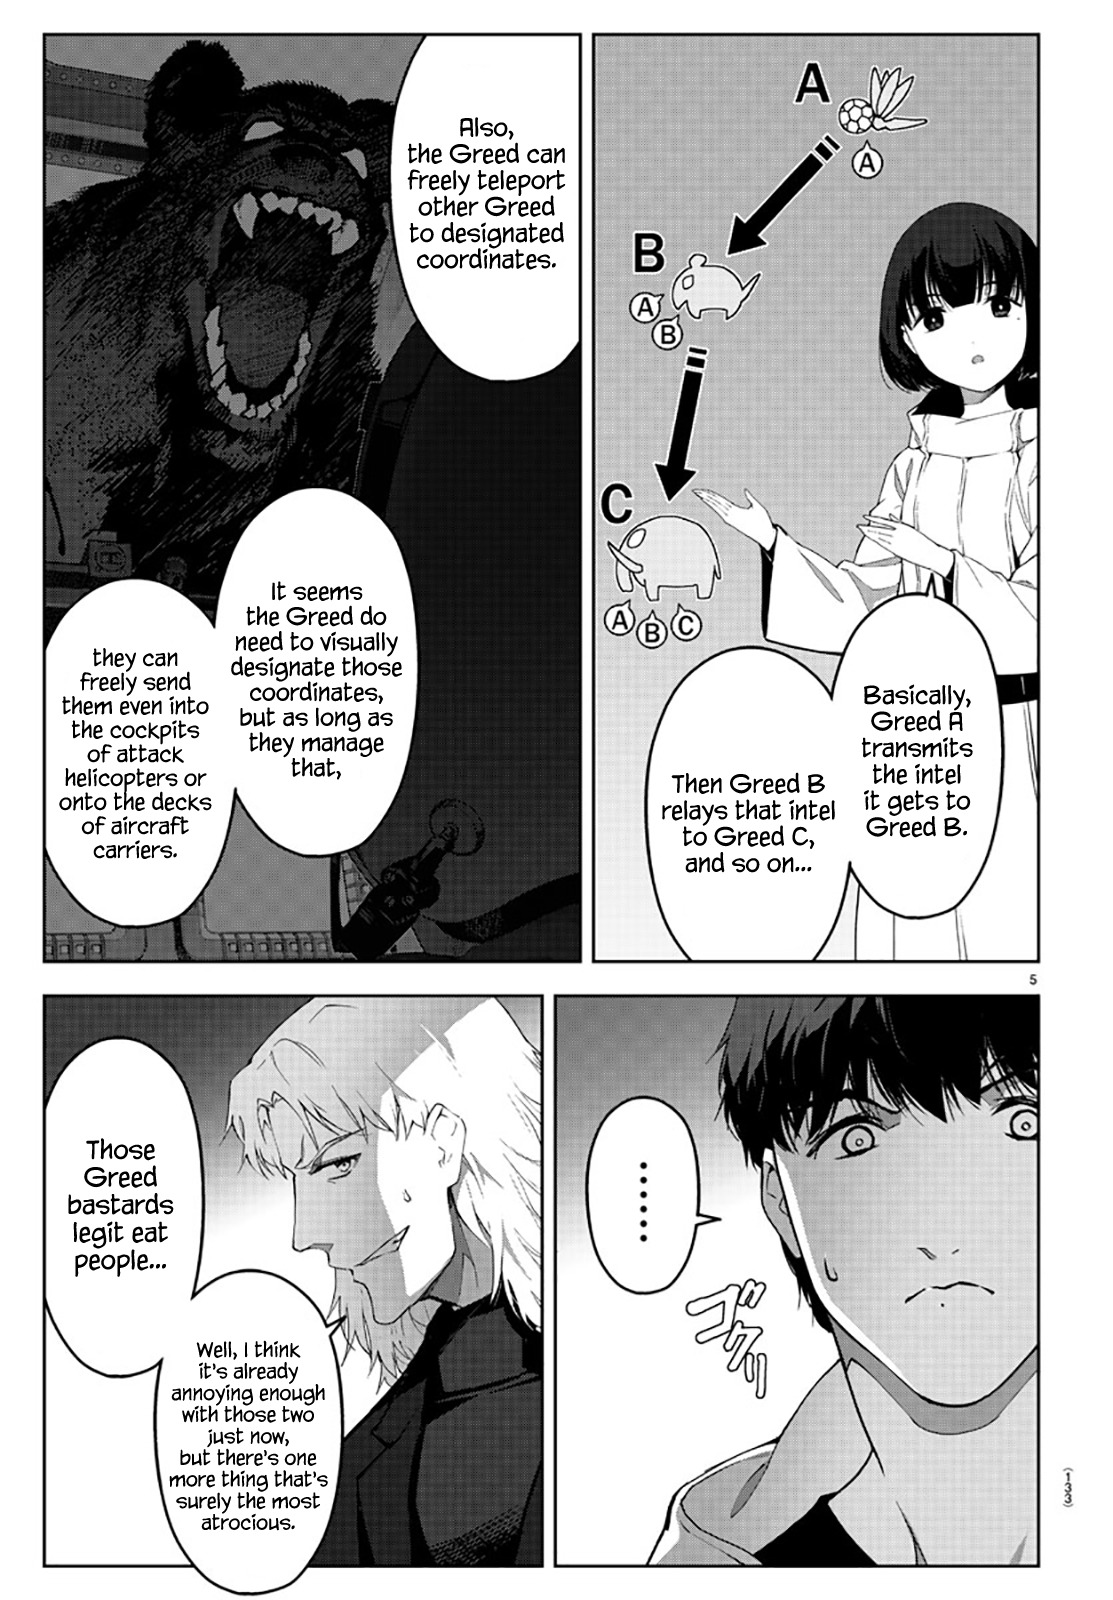 A
A
B
A
B
C
A
B
C
Basically,
Greed A
transmits
the intel
it gets to
Greed B.
Then Greed B
relays that intel
to Greed C,
and so on...
Also,
the Greed can
freely teleport
other Greed
to designated
coordinates.
It seems
the Greed do
need to visually
designate those
coordinates,
but as long as
they manage
that,
they can
freely send
them even into
the cockpits
of attack
helicopters or
onto the decks
of aircraft
carriers.
5
......
ゴクリ
Those
Greed
bastards
legit eat
people...
Well, I think
it's already
annoying enough
with those two
just now,
but there's one
more thing that's
surely the most
atrocious.
(133)